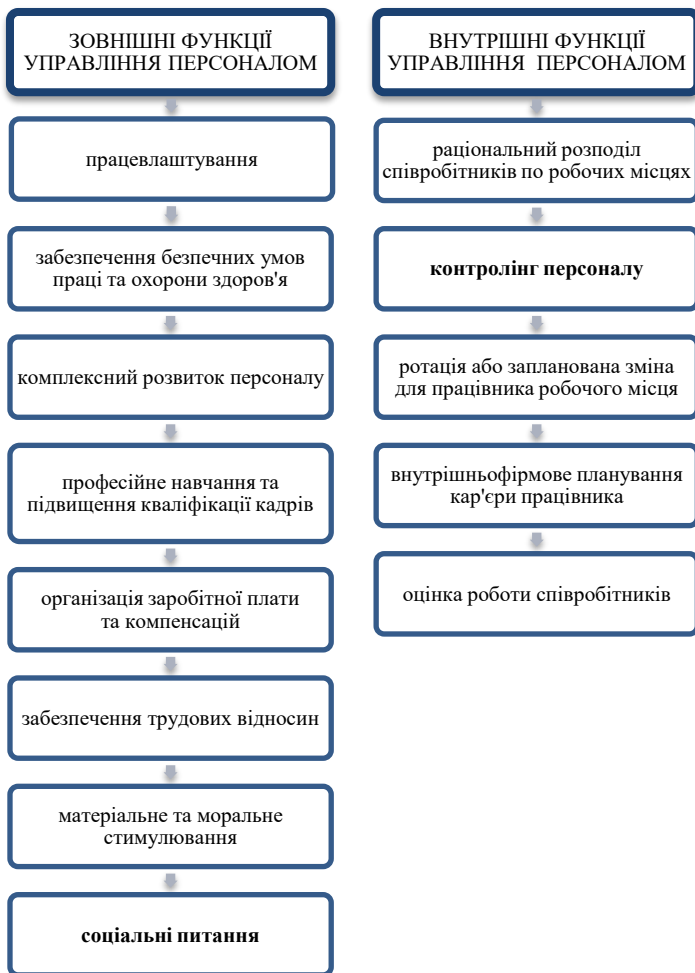 ЗОВНІШНІ ФУНКЦІЇ
УПРАВЛІННЯ ПЕРСОНАЛОМ
працевлаштування
забезпечення безпечних умов
праці та охорони здоров'я
комплексний розвиток персоналу
професійне навчання та
підвищення кваліфікації кадрів
організація заробітної плати
та компенсацій
забезпечення трудових відносин
матеріальне та моральне
стимулювання
соціальні питання
ВНУТРІШНІ ФУНКЦІЇ
УПРАВЛІННЯ ПЕРСОНАЛОМ
раціональний розподіл
співробітників по робочих місцях
контролінг персоналу
ротація або запланована зміна
для працівника робочого місця
внутрішньофірмове планування
кар'єри працівника
оцінка роботи співробітників